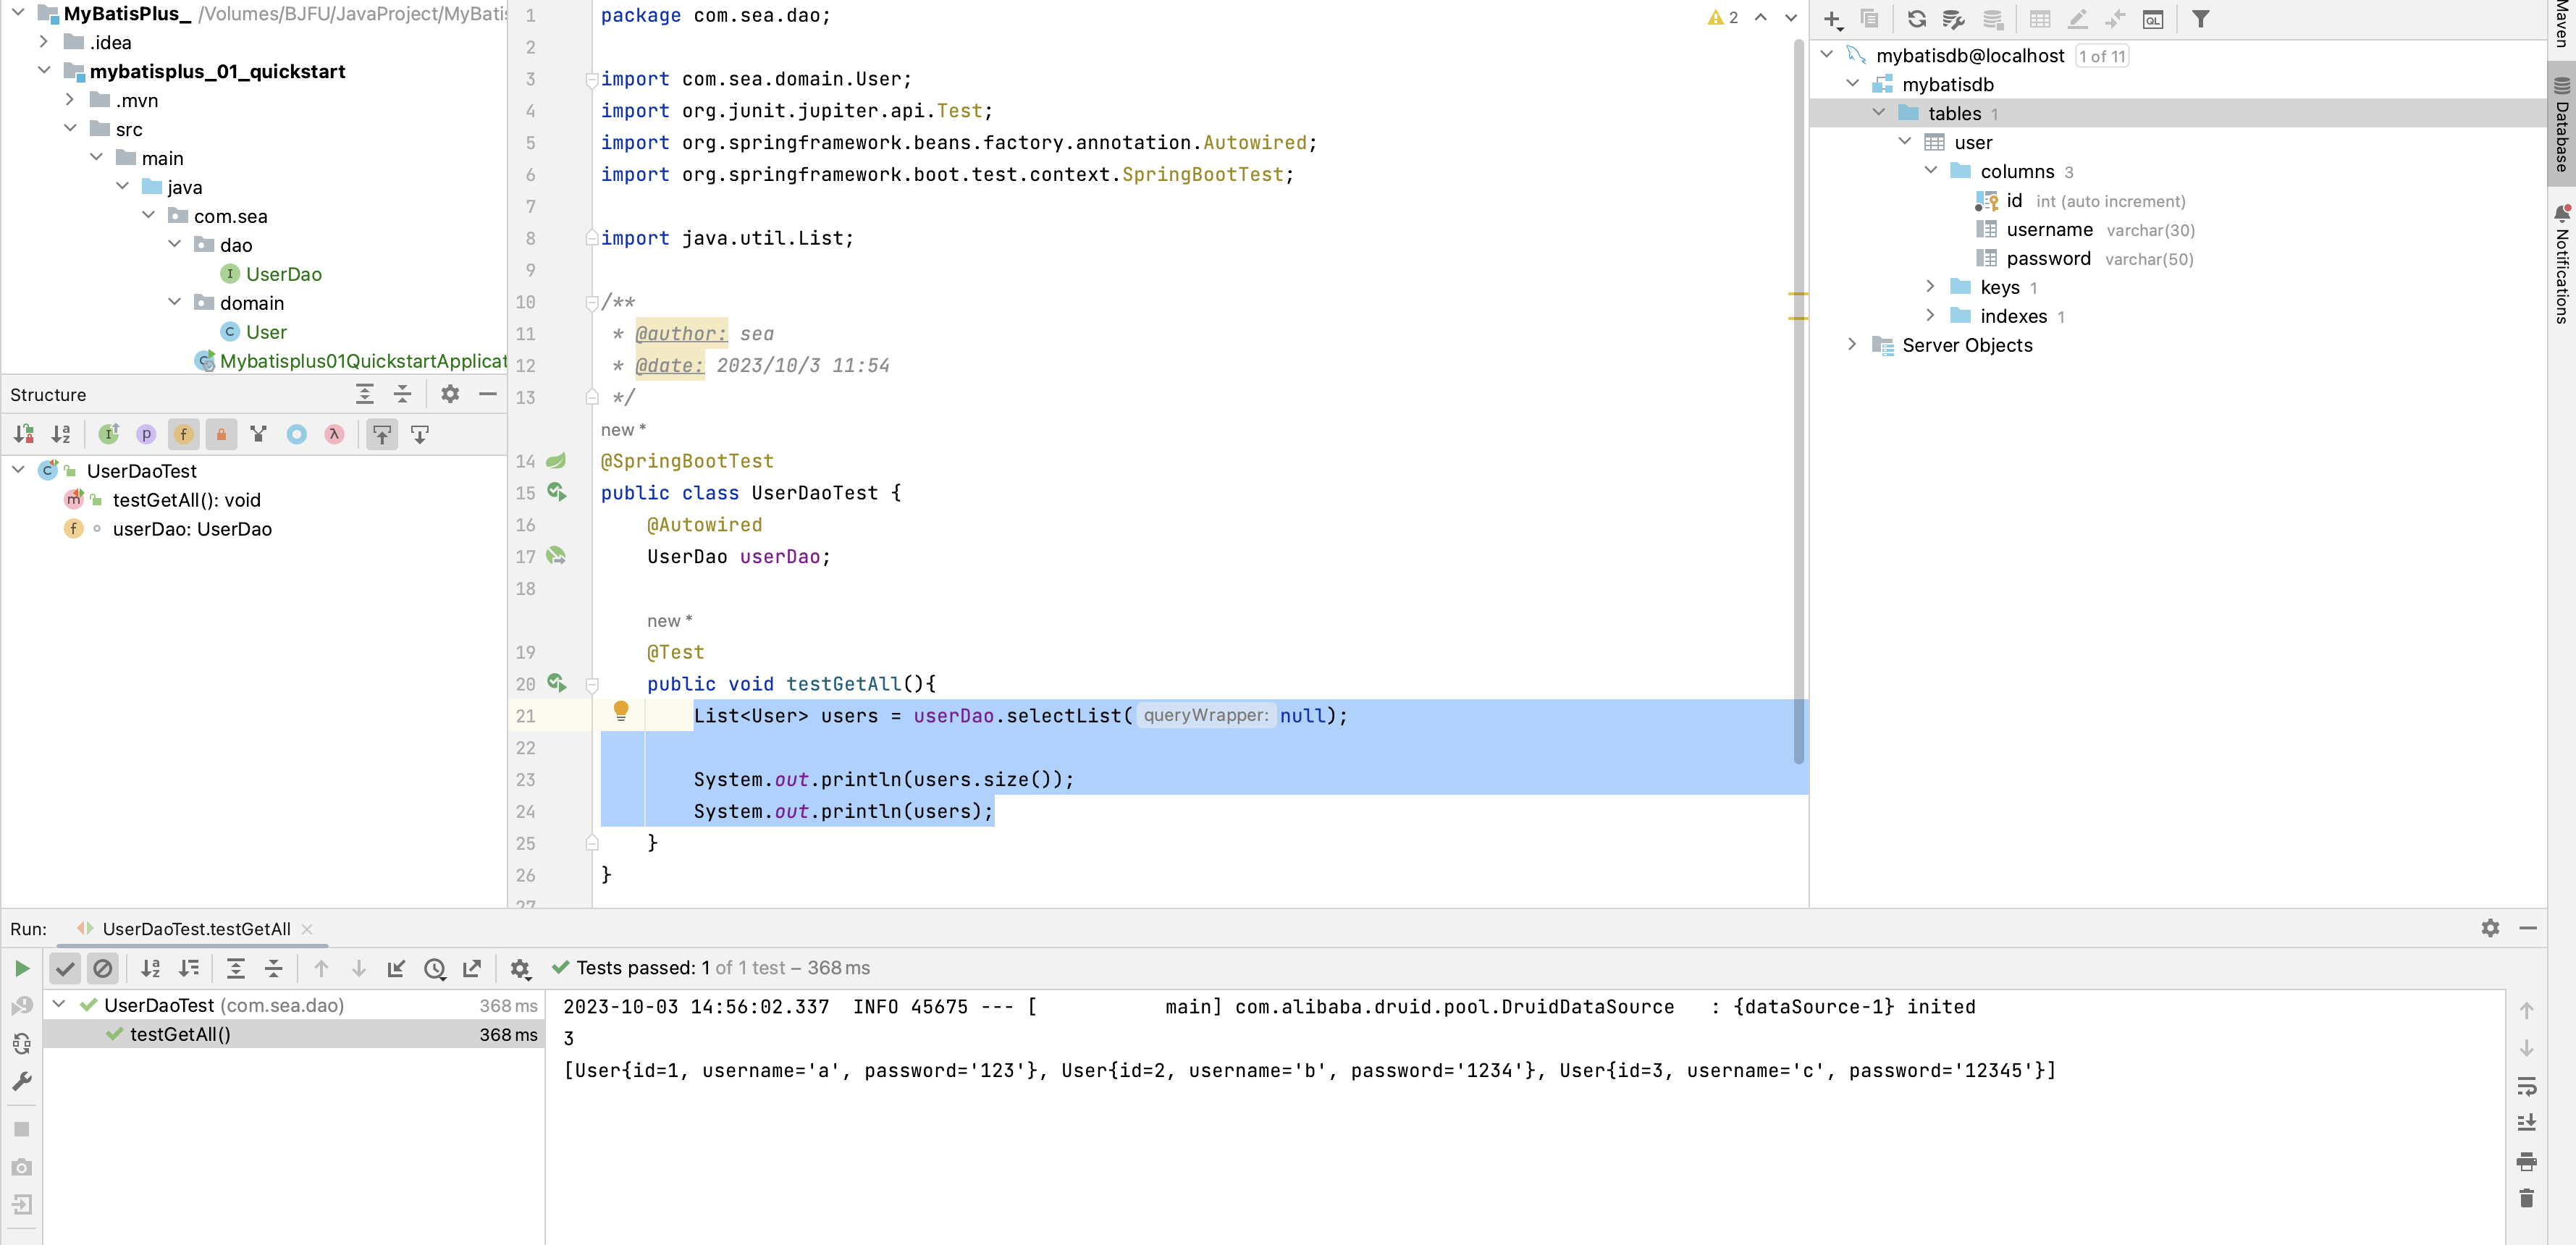 MyBatisPlus_ /Volumes/BJFU/JavaProject/MyBatis
.idea
mybatisplus_01_quickstart
.mvn
src
main
java
com.sea
dao
UserDao
domain
User
Mybatisplus01QuickstartApplicat
Structure
UserDaoTest
testGetAll(): void
userDao: UserDao
1 package com.sea.dao;
2
3 import com.sea.domain.User;
4 import org.junit.jupiter.api.Test;
5 import org.springframework.beans.factory.annotation.Autowired;
6 import org.springframework.boot.test.context.SpringBootTest;
7
8 import java.util.List;
9
10 /**
11 * @author: sea
12 * @date: 2023/10/3 11:54
13 */
new *
14 @SpringBootTest
15 public class UserDaoTest {
16 @Autowired
17 UserDao userDao;
18
new *
19 @Test
20 public void testGetAll(){
21 List<User> users = userDao.selectList( queryWrapper: null);
22
23 System.out.println(users.size());
24 System.out.println(users);
25 }
26 }
27
2
mybatisdb@localhost 1 of 11
mybatisdb
tables 1
user
columns 3
id int (auto increment)
username varchar(30)
password varchar(50)
keys 1
indexes 1
Server Objects
Maven
Database
Notifications
Run: UserDaoTest.testGetAll
Tests passed: 1 of 1 test – 368 ms
UserDaoTest (com.sea.dao) 368 ms
testGetAll() 368 ms
2023-10-03 14:56:02.337 INFO 45675 --- [ main] com.alibaba.druid.pool.DruidDataSource : {dataSource-1} inited
3
[User{id=1, username='a', password='123'}, User{id=2, username='b', password='1234'}, User{id=3, username='c', password='12345'}]